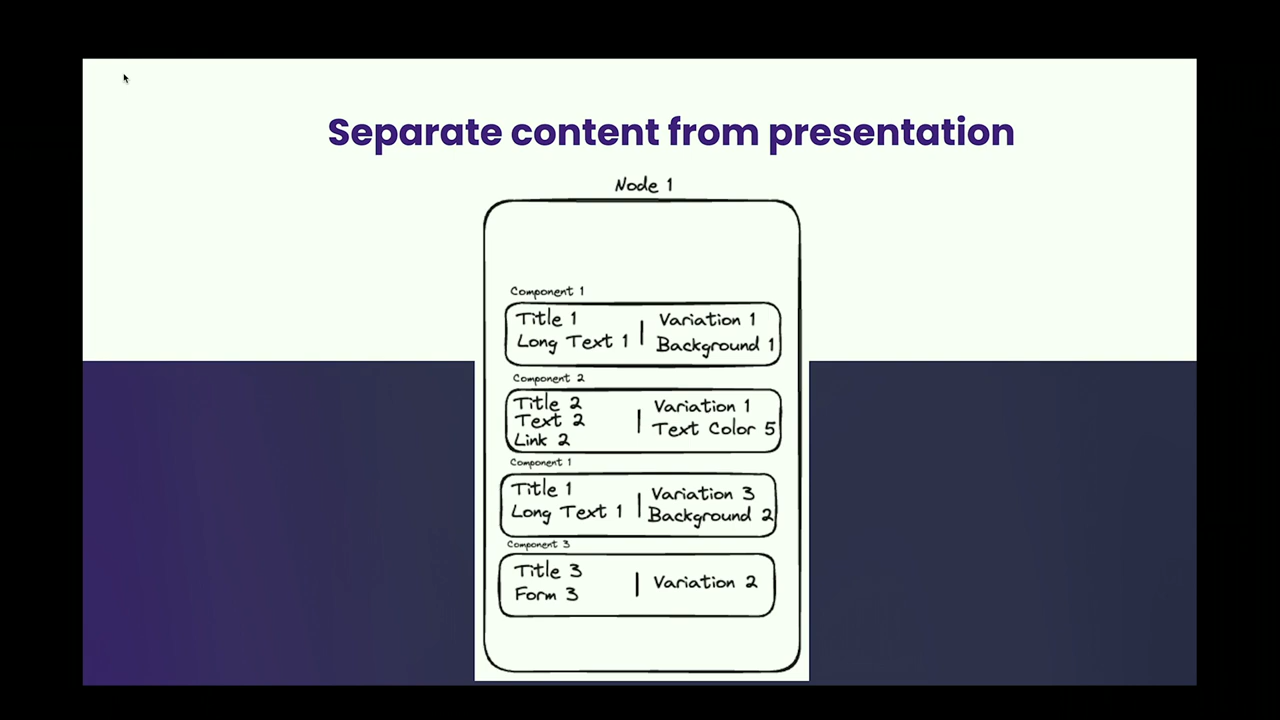 Separate content from presentation
Node 1
Component 1
Title 1
Long Text 1
Variation 1
Background 1
Component 2
Title 2
Text 2
Link 2
Variation 1
Text Color 5
Component 1
Title 1
Long Text 1
Variation 3
Background 2
Component 3
Title 3
Form 3
Variation 2